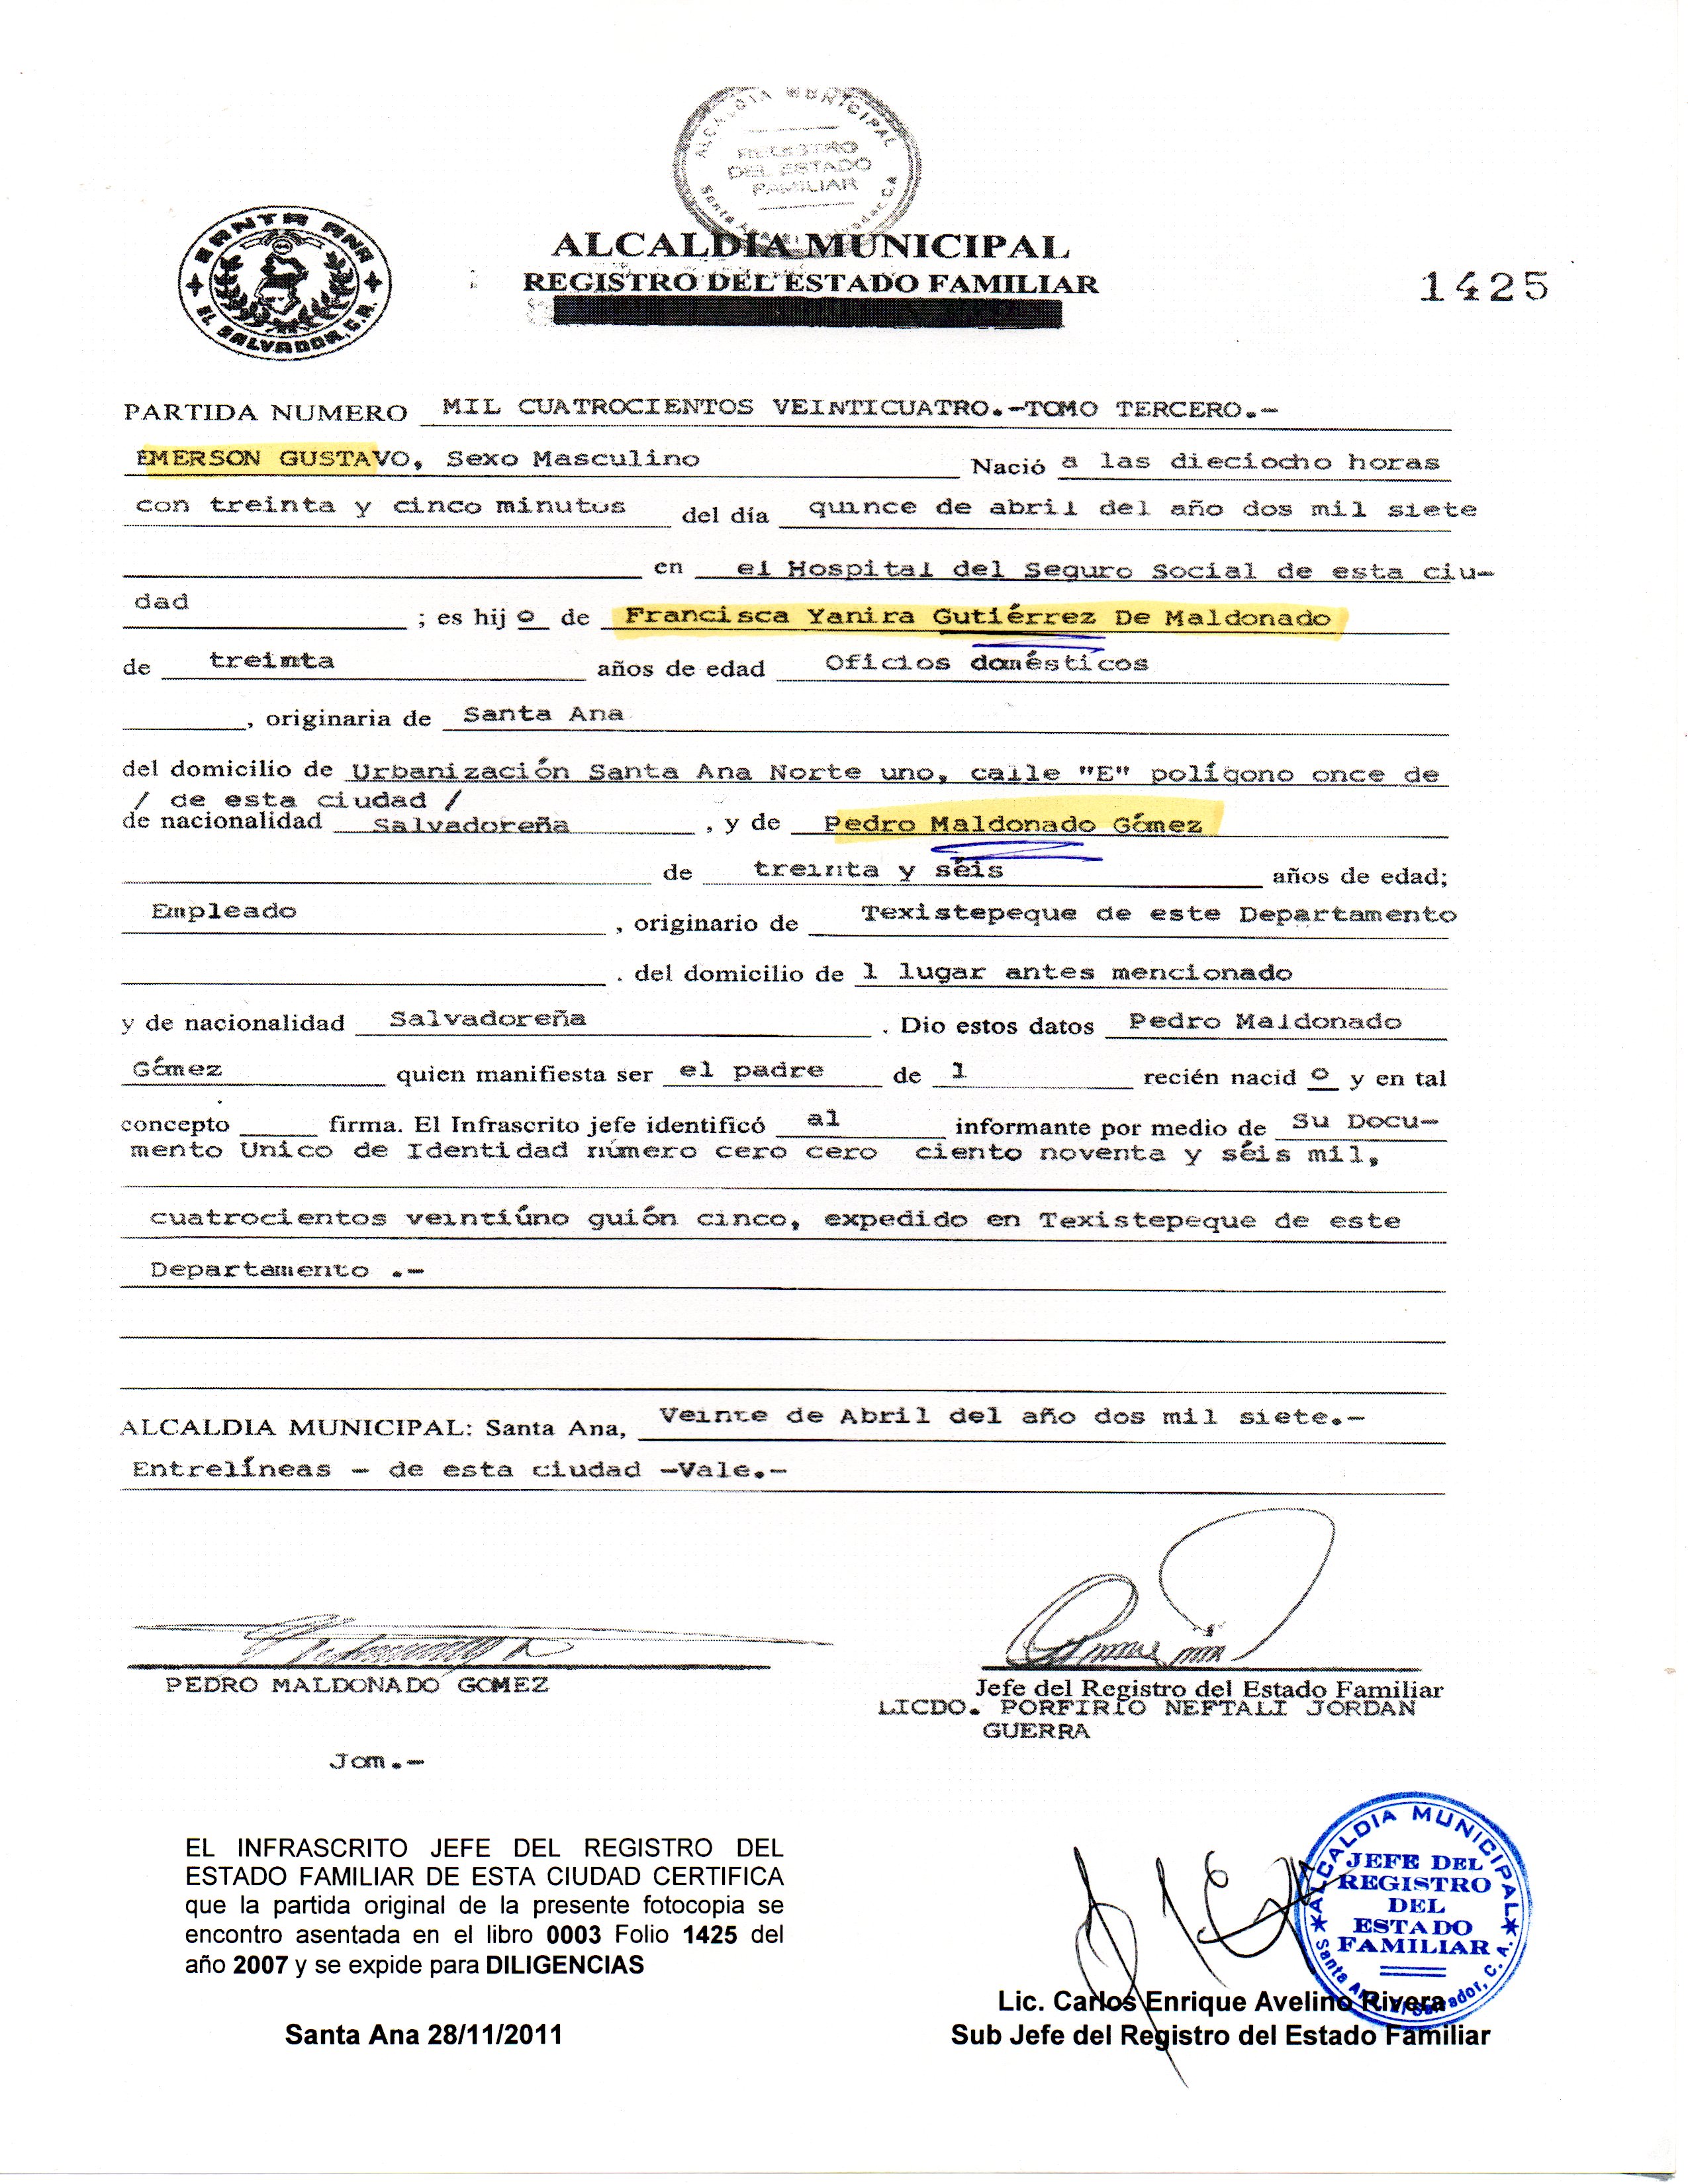 ALCALDIA MUNICIPAL
REGISTRO DEL ESTADO FAMILIAR
Santa
SANTA ANA
EL SALVADOR, C.A.
ALCALDIA MUNICIPAL
REGISTRO DEL ESTADO FAMILIAR
1425
PARTIDA NUMERO MIL CUATROCIENTOS VEINTICUATRO.-TOMO TERCERO.-
EMERSON GUSTAVO, Sexo Masculino Nació a las dieciocho horas
con treinta y cinco minutos del día quince de abril del año dos mil siete
en el Hospital del Seguro Social de esta ciu-
dad ; es hij o de Francisca Yanira Gutiérrez De Maldonado
de treinta años de edad Oficios domésticos
, originaria de Santa Ana
del domicilio de Urbanización Santa Ana Norte uno, calle "E" polígono once de
/ de esta ciudad /
de nacionalidad Salvadoreña , y de Pedro Maldonado Gómez
de treinta y séis años de edad;
Empleado , originario de Texistepeque de este Departamento
. del domicilio de l lugar antes mencionado
y de nacionalidad Salvadoreña . Dio estos datos Pedro Maldonado
Gómez quien manifiesta ser el padre de l recién nacid o y en tal
concepto firma. El Infrascrito jefe identificó al informante por medio de Su Docu-
mento Unico de Identidad número cero cero ciento noventa y séis mil,
cuatrocientos veintiúno guión cinco, expedido en Texistepeque de este
Departamento .-
ALCALDIA MUNICIPAL: Santa Ana, Veinte de Abril del año dos mil siete.-
Entrelíneas - de esta ciudad -Vale.-
PEDRO MALDONADO GOMEZ
Jefe del Registro del Estado Familiar
LICDO. PORFIRIO NEFTALI JORDAN
GUERRA
Jom.-
EL INFRASCRITO JEFE DEL REGISTRO DEL
ESTADO FAMILIAR DE ESTA CIUDAD CERTIFICA
que la partida original de la presente fotocopia se
encontro asentada en el libro 0003 Folio 1425 del
año 2007 y se expide para DILIGENCIAS
Santa Ana 28/11/2011
ALCALDIA MUNICIPAL
JEFE DEL
REGISTRO
DEL
ESTADO
FAMILIAR
Santa Ana, El Salvador, C. A.
Lic. Carlos Enrique Avelino Rivera
Sub Jefe del Registro del Estado Familiar